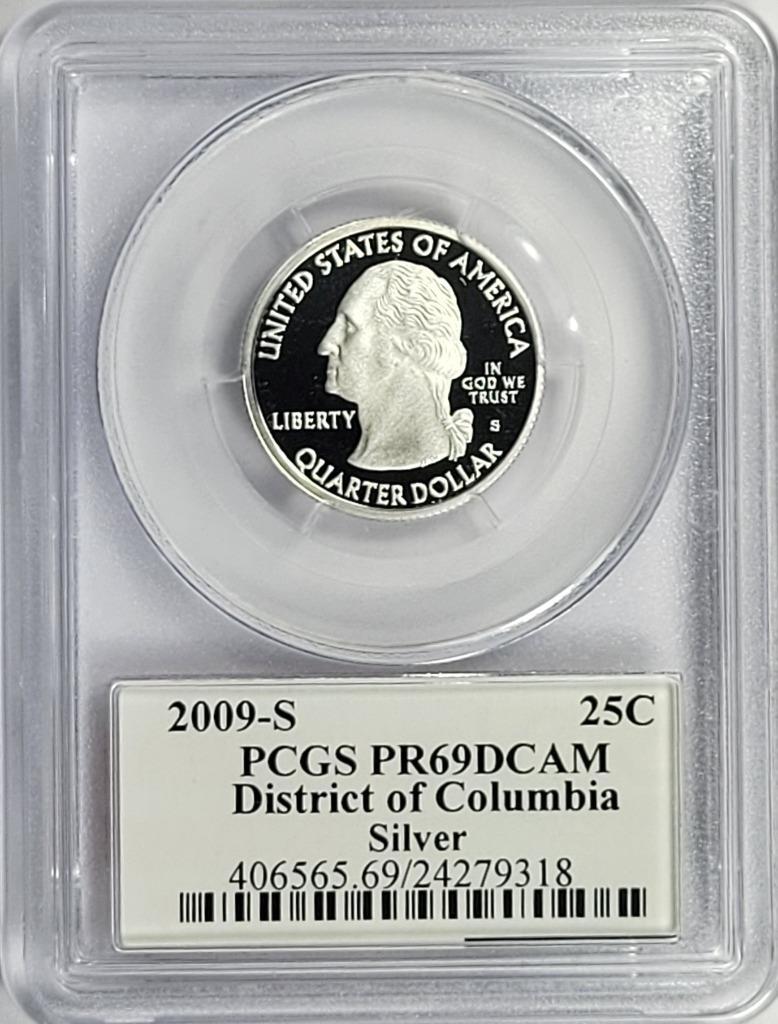 UNITED STATES OF AMERICA
IN
GOD WE
TRUST
LIBERTY
S
QUARTER DOLLAR
2009-S 25C
PCGS PR69DCAM
District of Columbia
Silver
406565.69/24279318